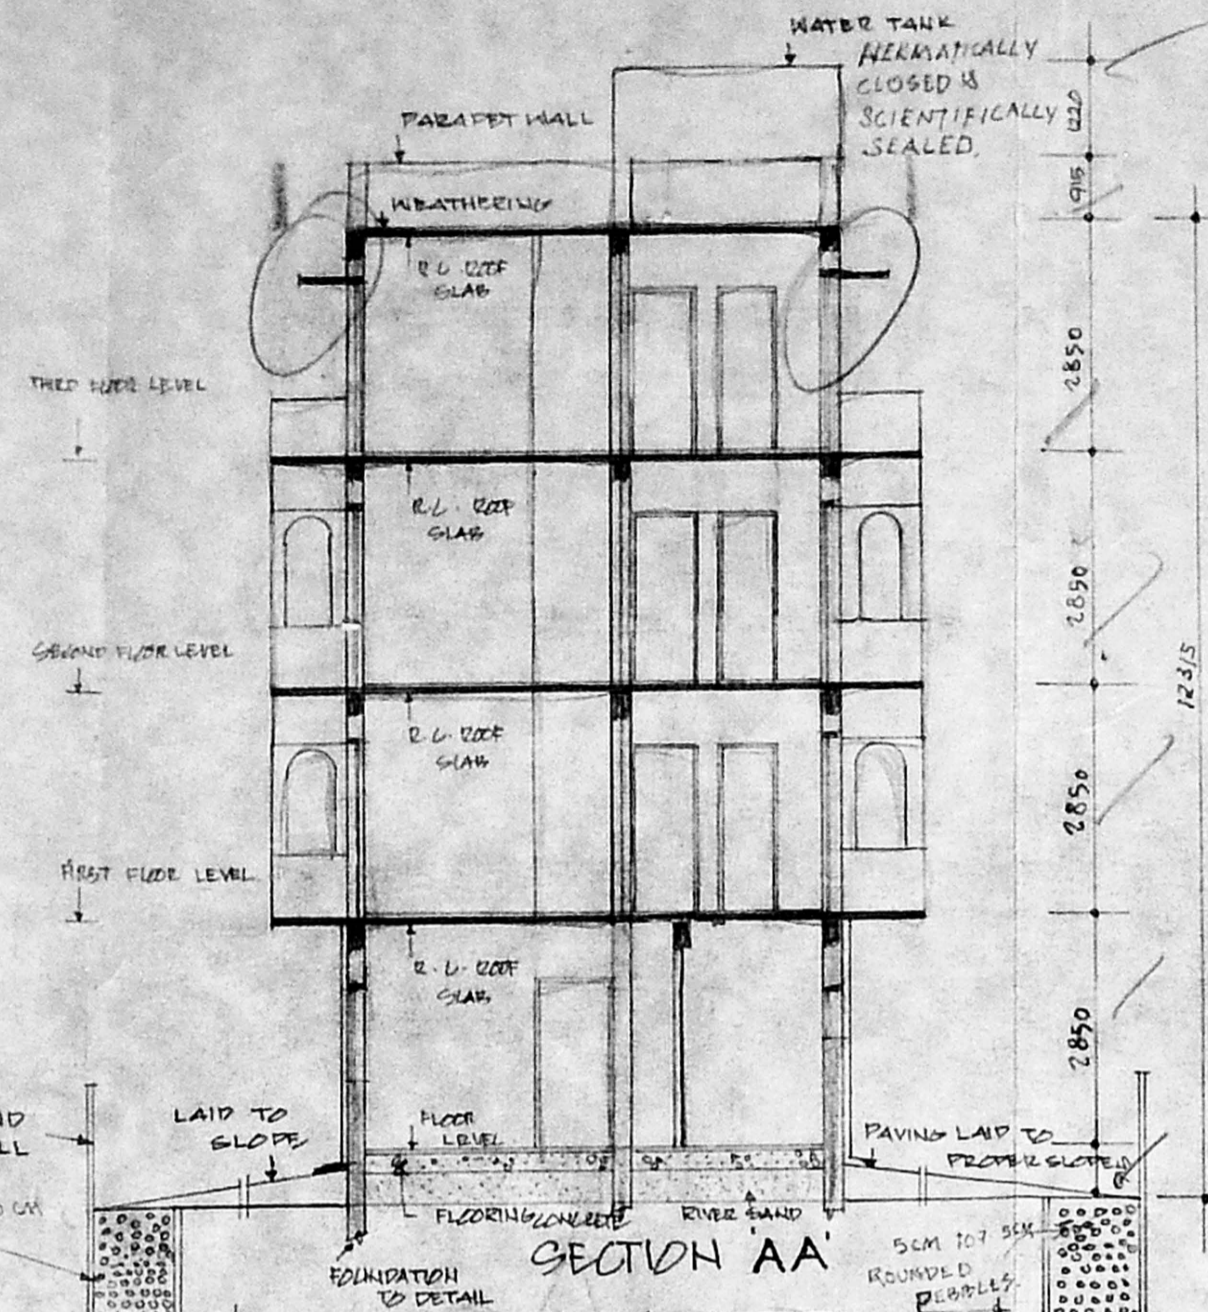 WATER TANK
HERMATICALLY
CLOSED &
SCIENTIFICALLY
SEALED.
PARAPET WALL
WEATHERING
R.C. ROOF
SLAB
THIRD FLOOR LEVEL
R.C. ROOF
SLAB
SECOND FLOOR LEVEL
R.C. ROOF
SLAB
FIRST FLOOR LEVEL
R.C. ROOF
SLAB
1220
915
2850
2850
2850
2850
12315
LAID TO
SLOPE
FLOOR
LEVEL
PAVING LAID TO
PROPER SLOPE
CM
FLOORING CONCRETE
RIVER SAND
SECTION 'AA'
FOUNDATION
TO DETAIL
5CM TO 7.5CM
ROUNDED
PEBBLES.